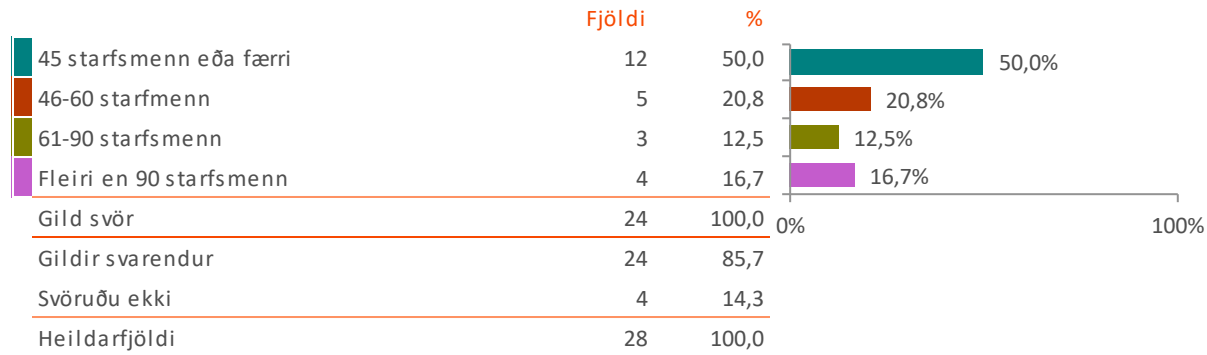 Fjöldi %
45 starfsmenn eða færri 12 50,0 50,0%
46-60 starfmenn 5 20,8 20,8%
61-90 starfsmenn 3 12,5 12,5%
Fleiri en 90 starfsmenn 4 16,7 16,7%
Gild svör 24 100,0 0% 100%
Gildir svarendur 24 85,7
Svöruðu ekki 4 14,3
Heildarfjöldi 28 100,0